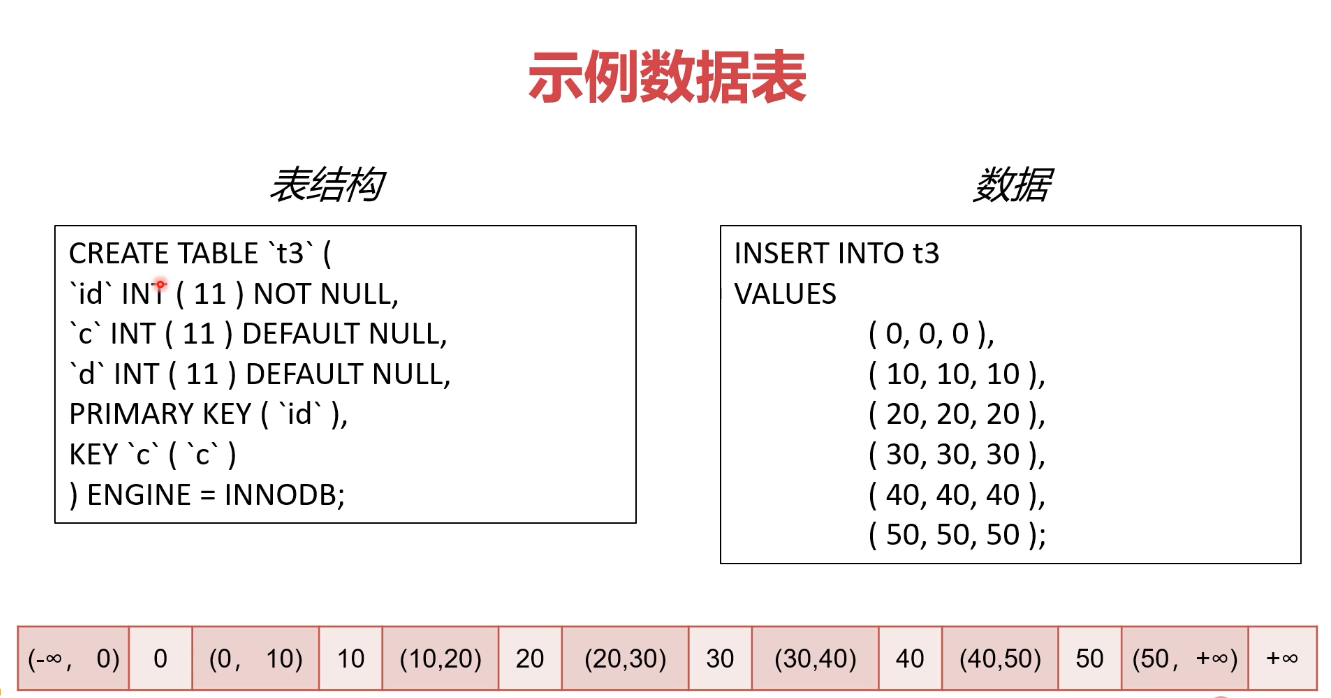 示例数据表
表结构
CREATE TABLE `t3` (
`id` INT ( 11 ) NOT NULL,
`c` INT ( 11 ) DEFAULT NULL,
`d` INT ( 11 ) DEFAULT NULL,
PRIMARY KEY ( `id` ),
KEY `c` ( `c` )
) ENGINE = INNODB;
数据
INSERT INTO t3
VALUES
( 0, 0, 0 ),
( 10, 10, 10 ),
( 20, 20, 20 ),
( 30, 30, 30 ),
( 40, 40, 40 ),
( 50, 50, 50 );
(-∞, 0) 0 (0, 10) 10 (10,20) 20 (20,30) 30 (30,40) 40 (40,50) 50 (50, +∞) +∞